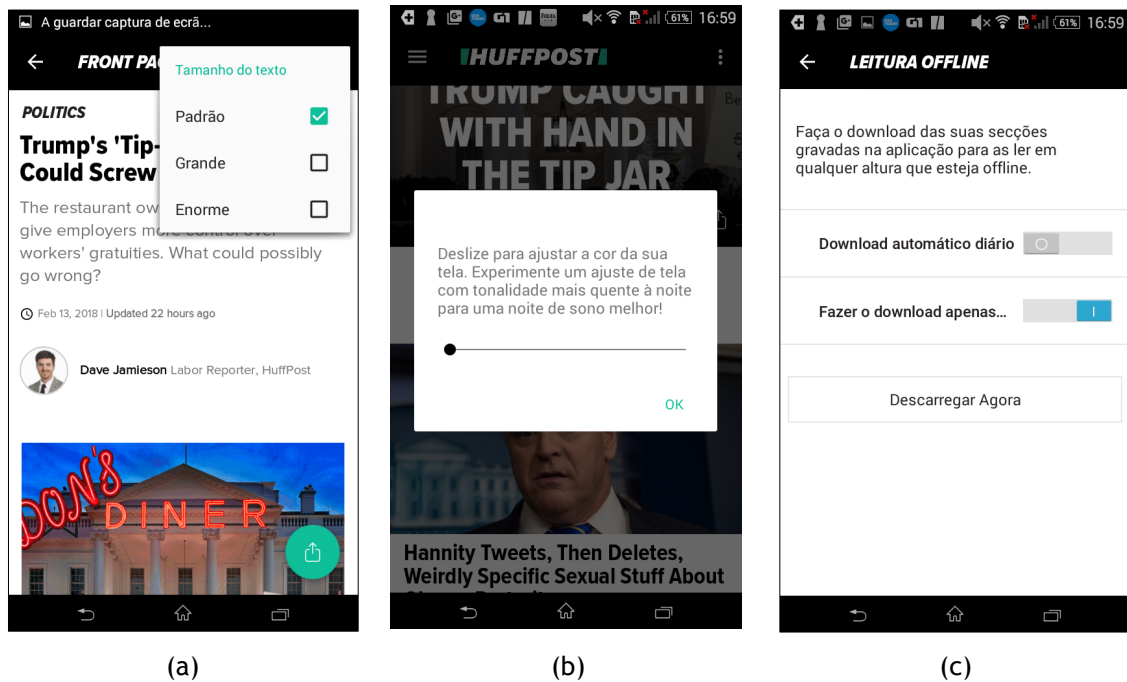 A guardar captura de ecrã...
FRONT PA
Tamanho do texto
Padrão
Grande
Enorme
POLITICS
Trump's 'Tip-
Could Screw
The restaurant ow
give employers more control over
workers' gratuities. What could possibly
go wrong?
Feb 13, 2018 | Updated 22 hours ago
Dave Jamieson Labor Reporter, HuffPost
DON'S
DINER
(a)
G1 61% 16:59
HUFFPOST
TRUMP CAUGHT
WITH HAND IN
THE TIP JAR
Deslize para ajustar a cor da sua
tela. Experimente um ajuste de tela
com tonalidade mais quente à noite
para uma noite de sono melhor!
OK
Hannity Tweets, Then Deletes,
Weirdly Specific Sexual Stuff About
(b)
G1 61% 16:59
LEITURA OFFLINE
Faça o download das suas secções
gravadas na aplicação para as ler em
qualquer altura que esteja offline.
Download automático diário
Fazer o download apenas...
Descarregar Agora
(c)